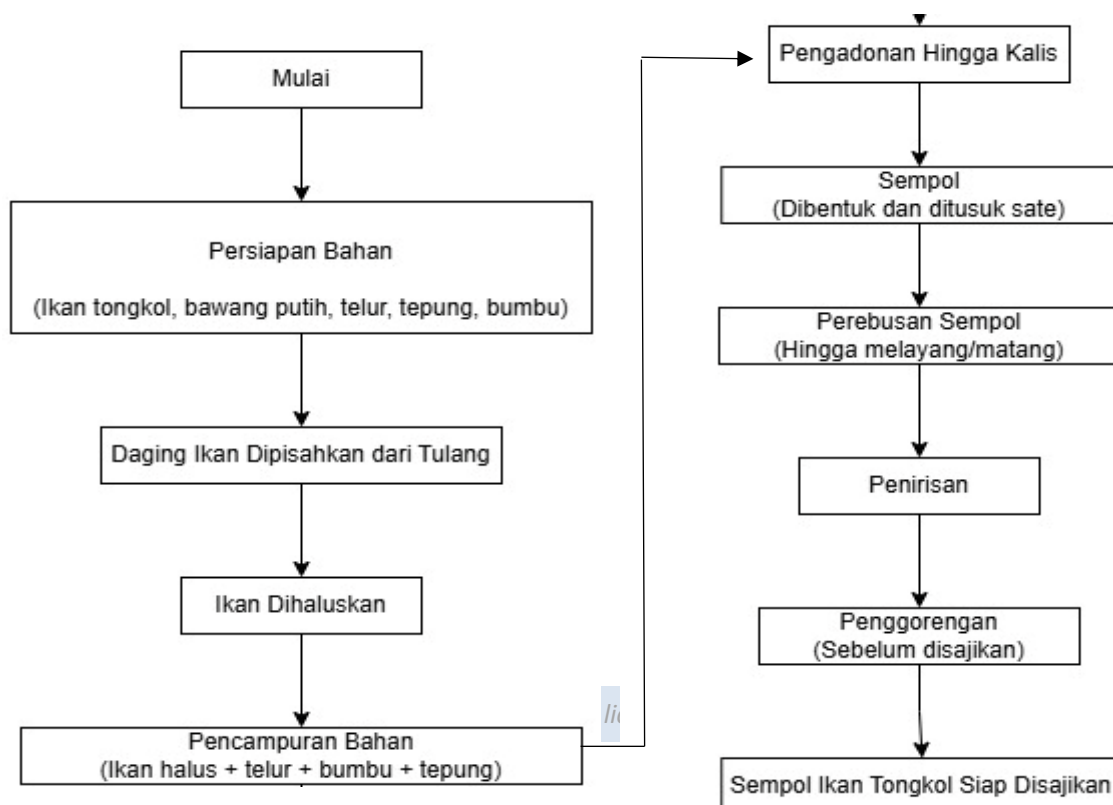 Mulai
Persiapan Bahan
(Ikan tongkol, bawang putih, telur, tepung, bumbu)
Daging Ikan Dipisahkan dari Tulang
Ikan Dihaluskan
Pencampuran Bahan
(Ikan halus + telur + bumbu + tepung)
Pengadonan Hingga Kalis
Sempol
(Dibentuk dan ditusuk sate)
Perebusan Sempol
(Hingga melayang/matang)
Penirisan
Penggorengan
(Sebelum disajikan)
Sempol Ikan Tongkol Siap Disajikan